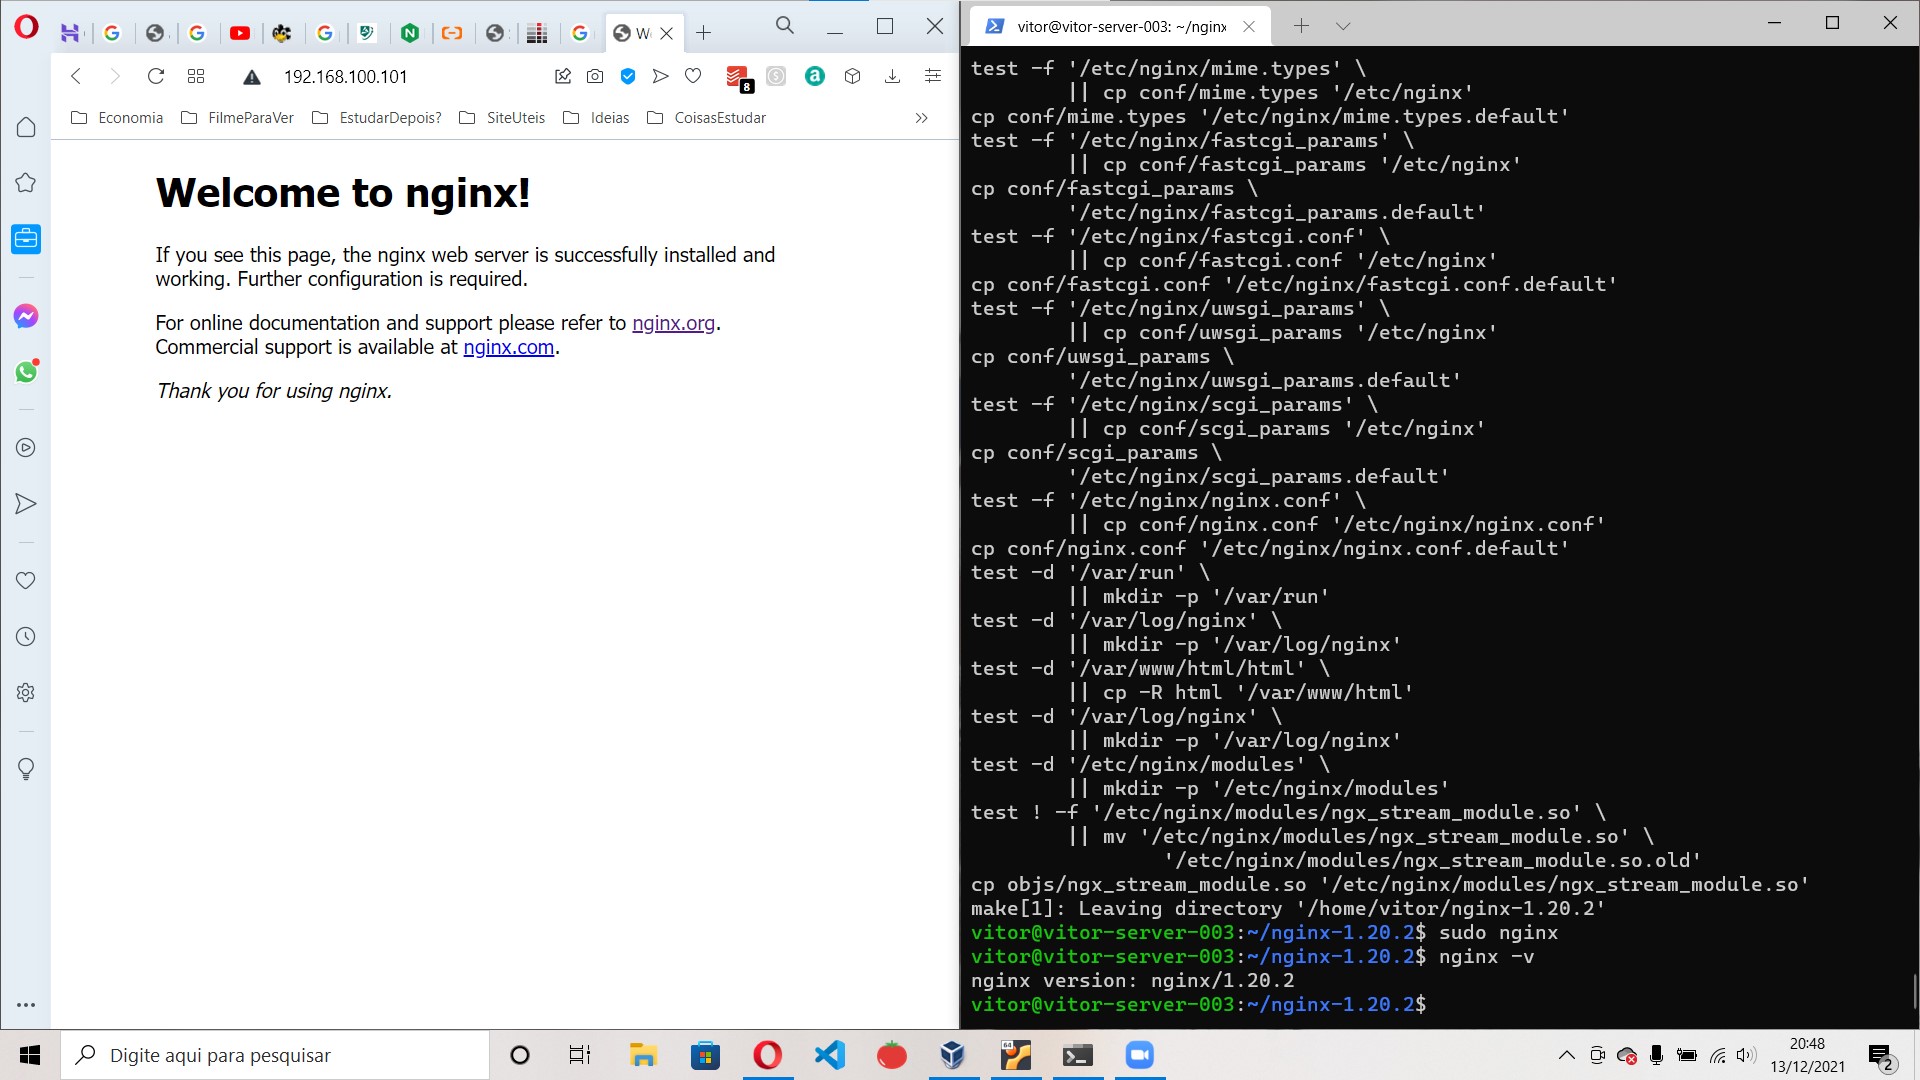 W
192.168.100.101
8
Economia
FilmeParaVer
EstudarDepois?
SiteUteis
Ideias
CoisasEstudar
Welcome to nginx!
If you see this page, the nginx web server is successfully installed and
working. Further configuration is required.
For online documentation and support please refer to nginx.org.
Commercial support is available at nginx.com.
Thank you for using nginx.
vitor@vitor-server-003: ~/nginx
test -f '/etc/nginx/mime.types' \
|| cp conf/mime.types '/etc/nginx'
cp conf/mime.types '/etc/nginx/mime.types.default'
test -f '/etc/nginx/fastcgi_params' \
|| cp conf/fastcgi_params '/etc/nginx'
cp conf/fastcgi_params \
'/etc/nginx/fastcgi_params.default'
test -f '/etc/nginx/fastcgi.conf' \
|| cp conf/fastcgi.conf '/etc/nginx'
cp conf/fastcgi.conf '/etc/nginx/fastcgi.conf.default'
test -f '/etc/nginx/uwsgi_params' \
|| cp conf/uwsgi_params '/etc/nginx'
cp conf/uwsgi_params \
'/etc/nginx/uwsgi_params.default'
test -f '/etc/nginx/scgi_params' \
|| cp conf/scgi_params '/etc/nginx'
cp conf/scgi_params \
'/etc/nginx/scgi_params.default'
test -f '/etc/nginx/nginx.conf' \
|| cp conf/nginx.conf '/etc/nginx/nginx.conf'
cp conf/nginx.conf '/etc/nginx/nginx.conf.default'
test -d '/var/run' \
|| mkdir -p '/var/run'
test -d '/var/log/nginx' \
|| mkdir -p '/var/log/nginx'
test -d '/var/www/html/html' \
|| cp -R html '/var/www/html'
test -d '/var/log/nginx' \
|| mkdir -p '/var/log/nginx'
test -d '/etc/nginx/modules' \
|| mkdir -p '/etc/nginx/modules'
test ! -f '/etc/nginx/modules/ngx_stream_module.so' \
|| mv '/etc/nginx/modules/ngx_stream_module.so' \
'/etc/nginx/modules/ngx_stream_module.so.old'
cp objs/ngx_stream_module.so '/etc/nginx/modules/ngx_stream_module.so'
make[1]: Leaving directory '/home/vitor/nginx-1.20.2'
vitor@vitor-server-003:~/nginx-1.20.2$ sudo nginx
vitor@vitor-server-003:~/nginx-1.20.2$ nginx -v
nginx version: nginx/1.20.2
vitor@vitor-server-003:~/nginx-1.20.2$
Digite aqui para pesquisar
64
20:48
13/12/2021
2